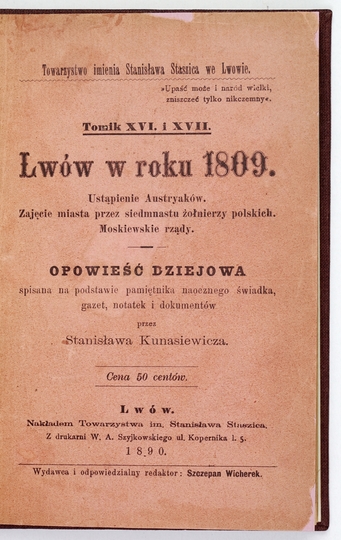 Towarzystwo imienia Stanisława Staszica we Lwowie.
»Upaść może i naród wielki,
zniszczeć tylko nikczemny«.
Tomik XVI. i XVII.
Lwów w roku 1809.
Ustąpienie Austryaków.
Zajęcie miasta przez siedmnastu żołnierzy polskich.
Moskiewskie rządy.
OPOWIEŚĆ DZIEJOWA
spisana na podstawie pamiętnika naocznego świadka,
gazet, notatek i dokumentów
przez
Stanisława Kunasiewicza.
Cena 50 centów.
Lwów.
Nakładem Towarzystwa im. Stanisława Staszica.
Z drukarni W. A. Szyjkowskiego ul. Kopernika l. 5.
1890.
Wydawca i odpowiedzialny redaktor: Szczepan Wicherek.